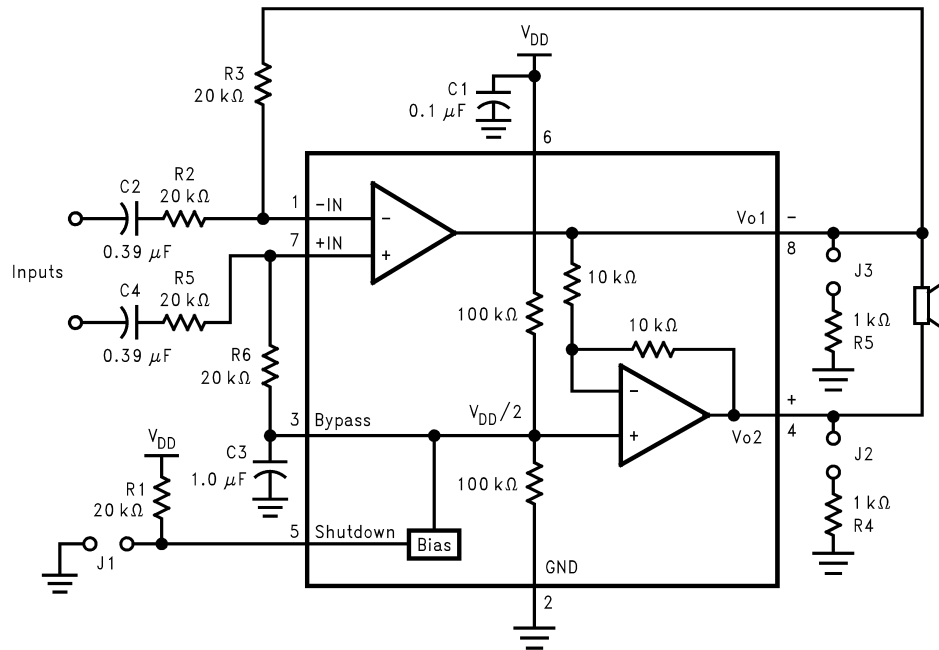 V_DD
C1
0.1 μF
R3
20 kΩ
6
C2
0.39 μF
R2
20 kΩ
1
-IN
-
7
+IN
+
Inputs
C4
0.39 μF
R5
20 kΩ
R6
20 kΩ
Vo1
-
8
10 kΩ
100 kΩ
10 kΩ
J3
1 kΩ
R5
3
Bypass
V_DD/2
-
+
+
4
Vo2
C3
1.0 μF
V_DD
R1
20 kΩ
100 kΩ
J2
1 kΩ
R4
5
Shutdown
Bias
J1
GND
2